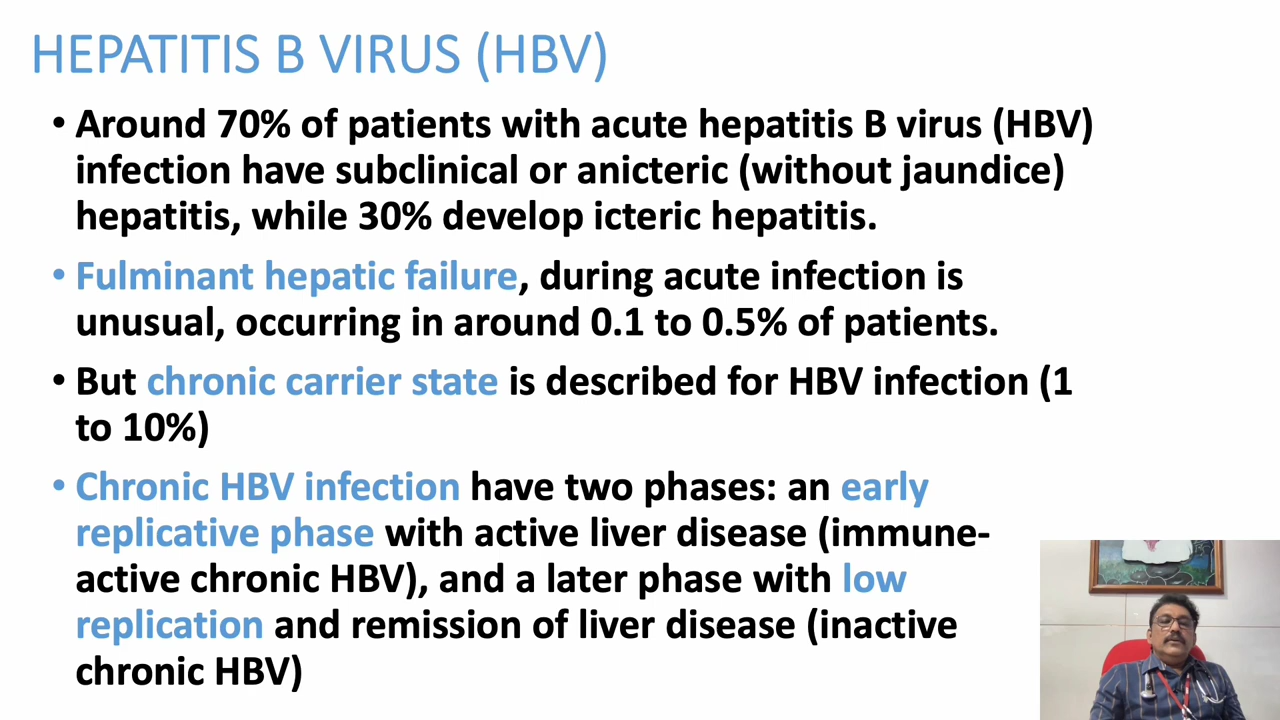 HEPATITIS B VIRUS (HBV)
• Around 70% of patients with acute hepatitis B virus (HBV)
infection have subclinical or anicteric (without jaundice)
hepatitis, while 30% develop icteric hepatitis.
• Fulminant hepatic failure, during acute infection is
unusual, occurring in around 0.1 to 0.5% of patients.
• But chronic carrier state is described for HBV infection (1
to 10%)
• Chronic HBV infection have two phases: an early
replicative phase with active liver disease (immune-
active chronic HBV), and a later phase with low
replication and remission of liver disease (inactive
chronic HBV)